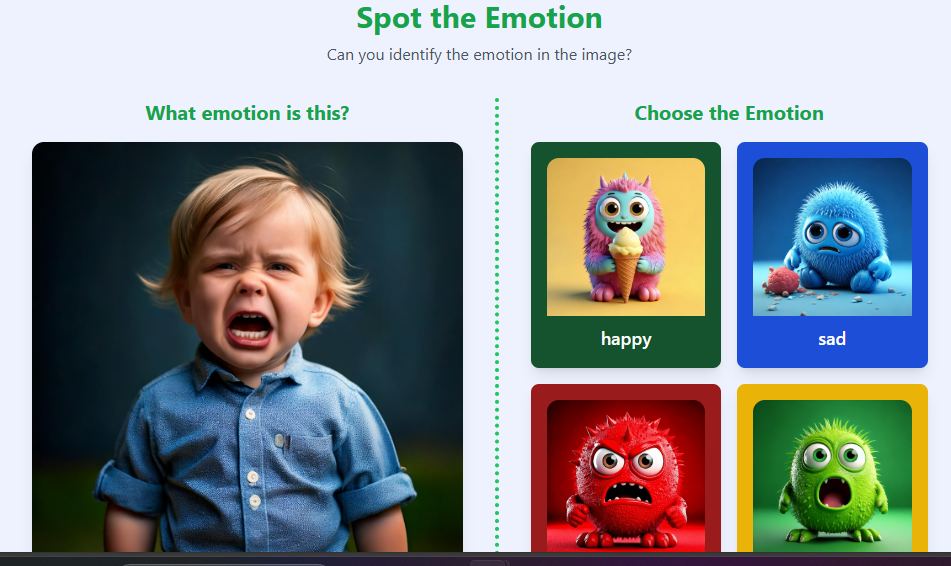 Spot the Emotion
Can you identify the emotion in the image?
What emotion is this?
Choose the Emotion
happy
sad